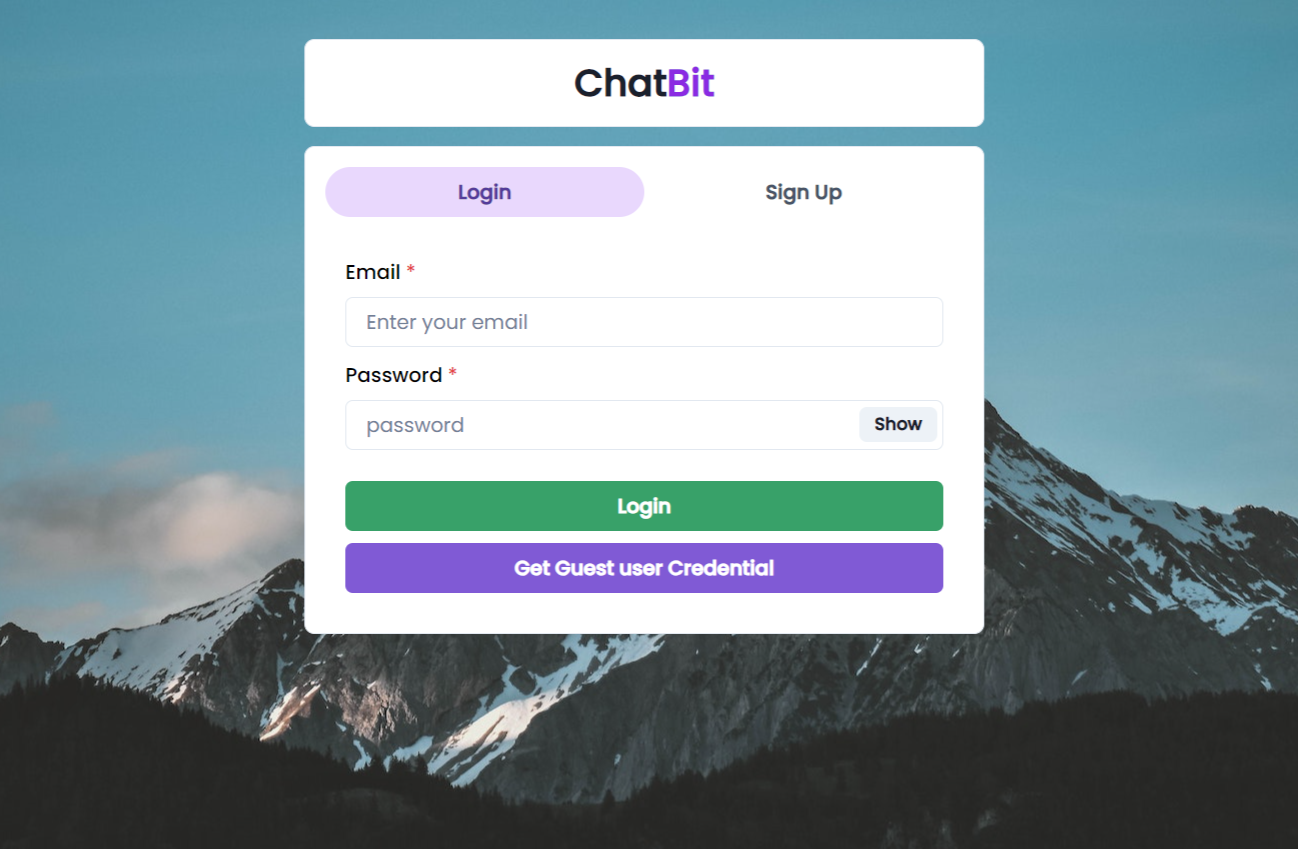 ChatBit
Login Sign Up
Email *
Enter your email
Password *
password Show
Login
Get Guest user Credential